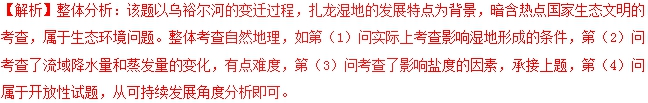 【解析】整体分析：该题以乌裕尔河的变迁过程，扎龙湿地的发展特点为背景，暗含热点国家生态文明的
考查，属于生态环境问题。整体考查自然地理，如第（1）问实际上考查影响湿地形成的条件，第（2）问
考查了流域降水量和蒸发量的变化，有点难度，第（3）问考查了影响盐度的因素，承接上题，第（4）问
属于开放性试题，从可持续发展角度分析即可。